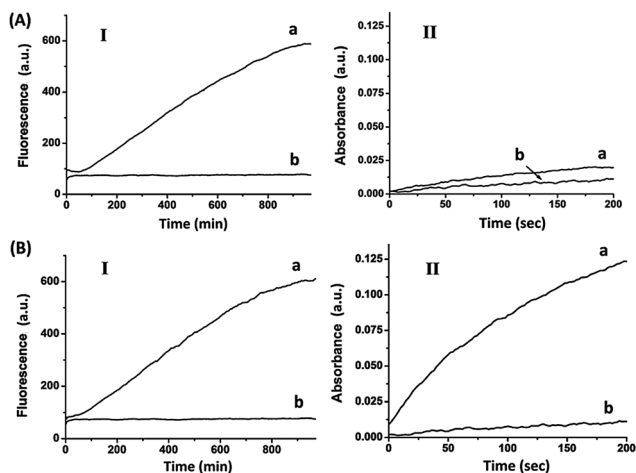 (A)
I
a
b
Fluorescence (a.u.)
600
400
200
0
0 200 400 600 800
Time (min)
II
b
a
Absorbance (a.u.)
0.125
0.100
0.075
0.050
0.025
0.000
0 50 100 150 200
Time (sec)
(B)
I
a
b
Fluorescence (a.u.)
600
400
200
0
0 200 400 600 800
Time (min)
II
a
b
Absorbance (a.u.)
0.125
0.100
0.075
0.050
0.025
0.000
0 50 100 150 200
Time (sec)